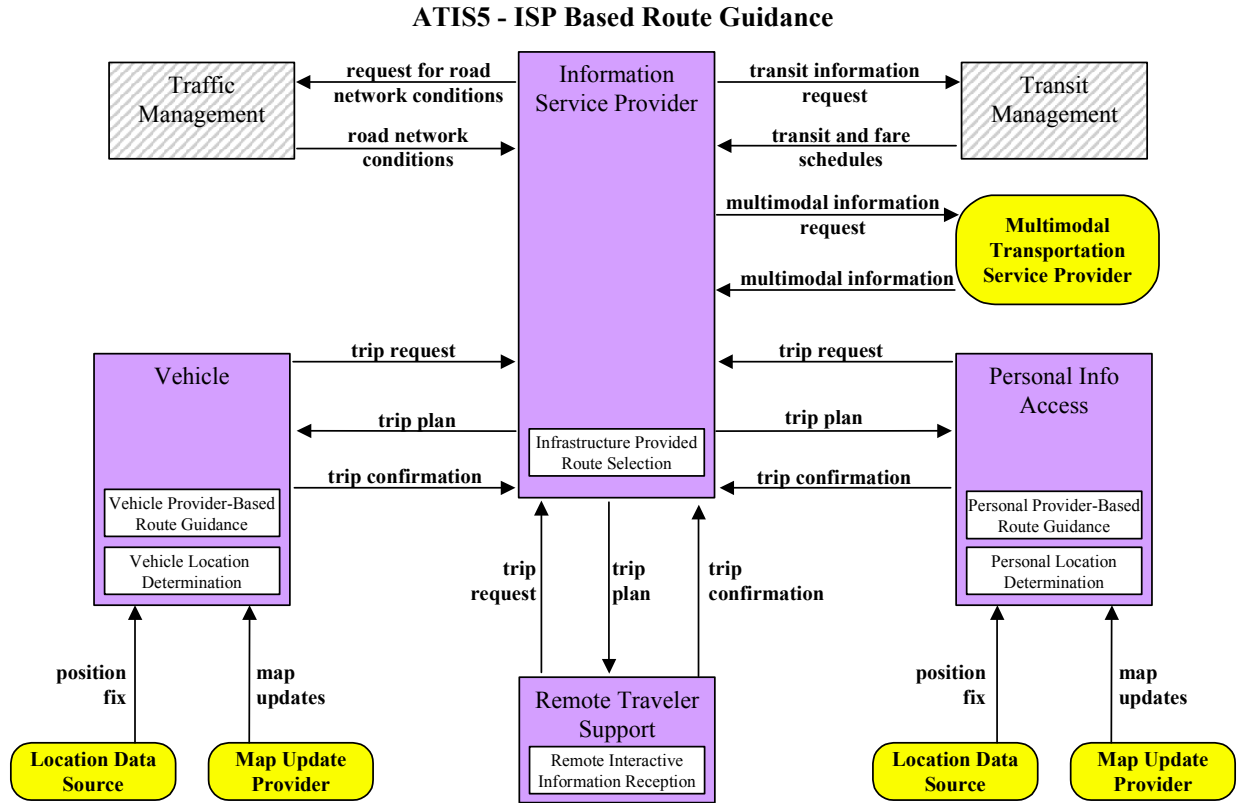 ATIS5 - ISP Based Route Guidance
Traffic
Management
request for road
network conditions
road network
conditions
Information
Service Provider
transit information
request
transit and fare
schedules
Transit
Management
multimodal information
request
multimodal information
Multimodal
Transportation
Service Provider
Vehicle
trip request
trip plan
trip confirmation
Vehicle Provider-Based
Route Guidance
Vehicle Location
Determination
Infrastructure Provided
Route Selection
trip request
trip plan
trip confirmation
Personal Info
Access
Personal Provider-Based
Route Guidance
Personal Location
Determination
trip
request
trip
plan
trip
confirmation
position
fix
map
updates
Location Data
Source
Map Update
Provider
Remote Traveler
Support
Remote Interactive
Information Reception
position
fix
map
updates
Location Data
Source
Map Update
Provider